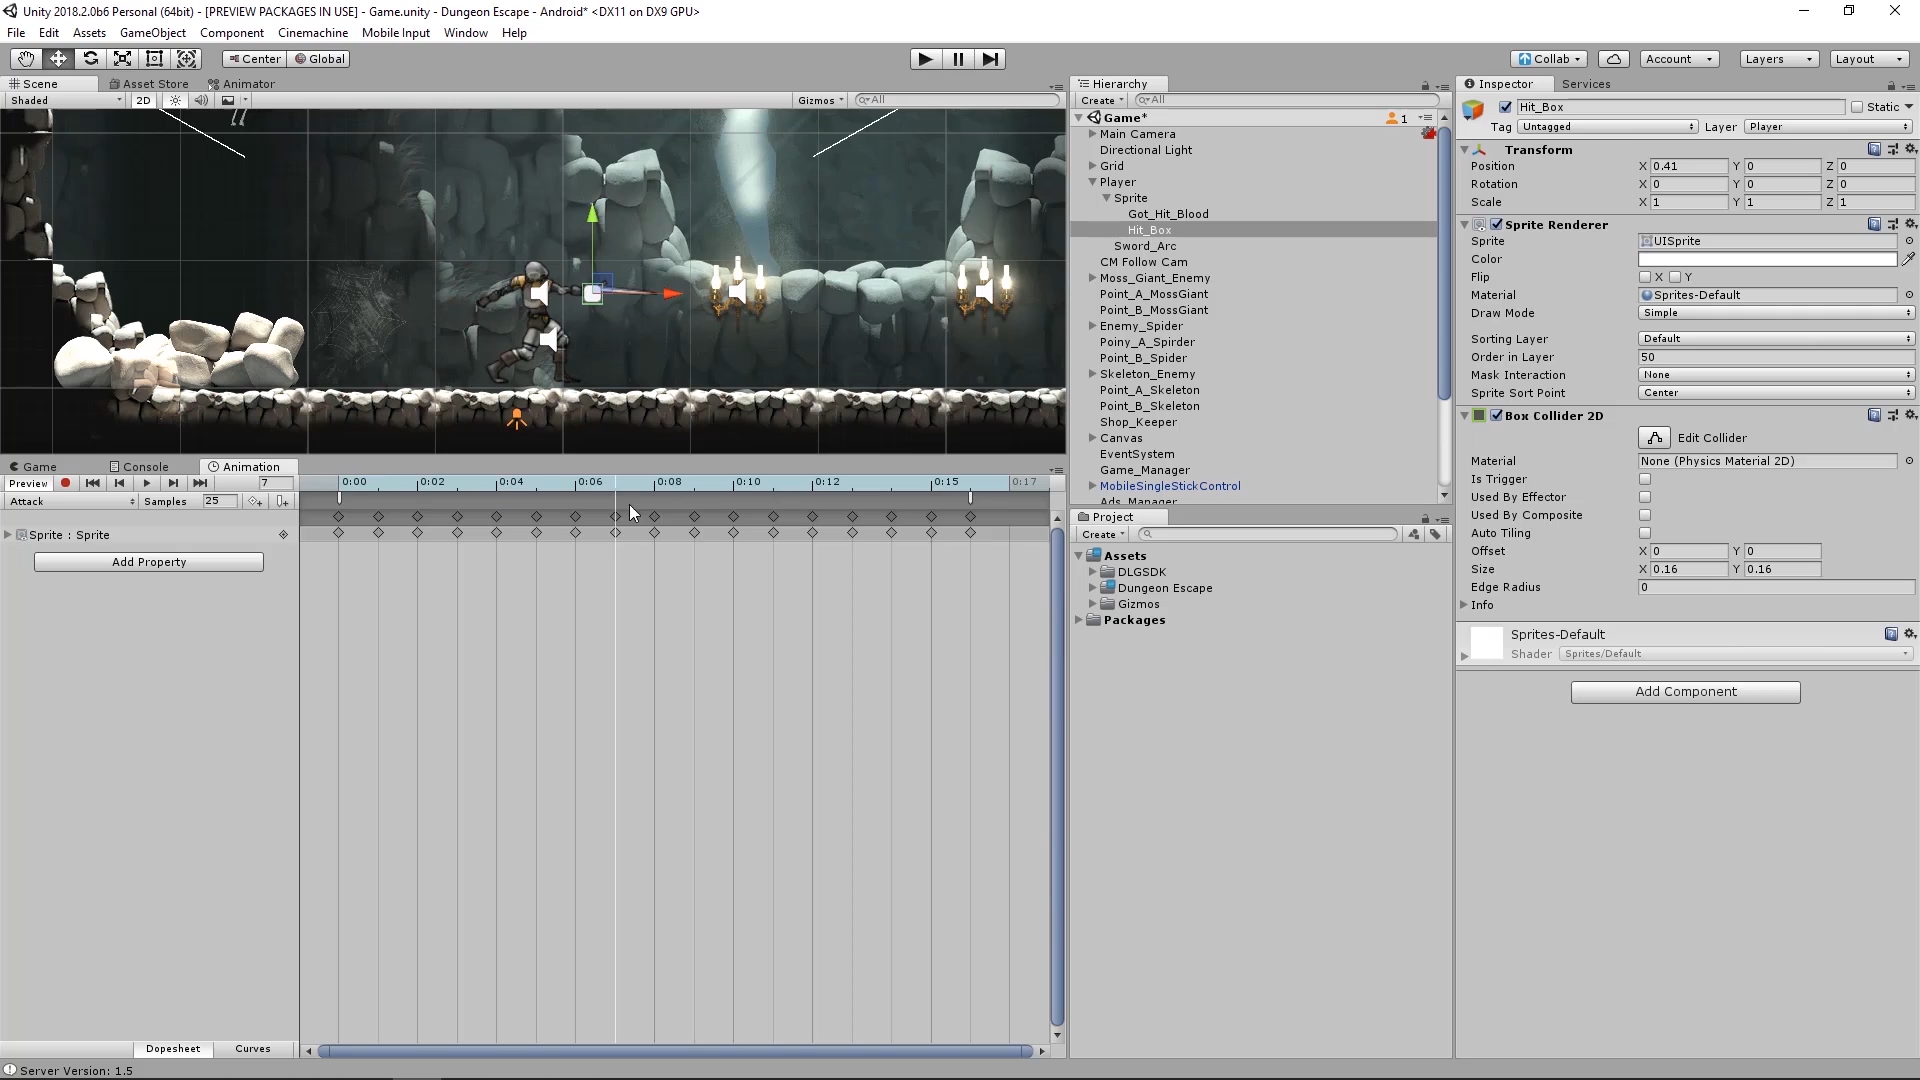 Unity 2018.2.0b6 Personal (64bit) - [PREVIEW PACKAGES IN USE] - Game.unity - Dungeon Escape - Android* <DX11 on DX9 GPU>
File Edit Assets GameObject Component Cinemachine Mobile Input Window Help
Center Global Collab Account Layers Layout
Scene Asset Store Animator
Shaded 2D Gizmos All
Hierarchy
Create All
Game* 1
Main Camera
Directional Light
Grid
Player
Sprite
Got_Hit_Blood
Hit_Box
Sword_Arc
CM Follow Cam
Moss_Giant_Enemy
Point_A_MossGiant
Point_B_MossGiant
Enemy_Spider
Poiny_A_Spirder
Point_B_Spider
Skeleton_Enemy
Point_A_Skeleton
Point_B_Skeleton
Shop_Keeper
Canvas
EventSystem
Game_Manager
MobileSingleStickControl
Ads_Manager
Inspector Services
Hit_Box Static
Tag Untagged Layer Player
Transform
Position X 0.41 Y 0 Z 0
Rotation X 0 Y 0 Z 0
Scale X 1 Y 1 Z 1
Sprite Renderer
Sprite UISprite
Color
Flip X Y
Material Sprites-Default
Draw Mode Simple
Sorting Layer Default
Order in Layer 50
Mask Interaction None
Sprite Sort Point Center
Box Collider 2D
Edit Collider
Material None (Physics Material 2D)
Is Trigger
Used By Effector
Used By Composite
Auto Tiling
Offset X 0 Y 0
Size X 0.16 Y 0.16
Edge Radius 0
Info
Sprites-Default
Shader Sprites/Default
Add Component
Game Console Animation
Preview 7 0:00 0:02 0:04 0:06 0:08 0:10 0:12 0:15 0:17
Attack Samples 25
Sprite : Sprite
Add Property
Dopesheet Curves
Project
Create
Assets
DLGSDK
Dungeon Escape
Gizmos
Packages
Server Version: 1.5